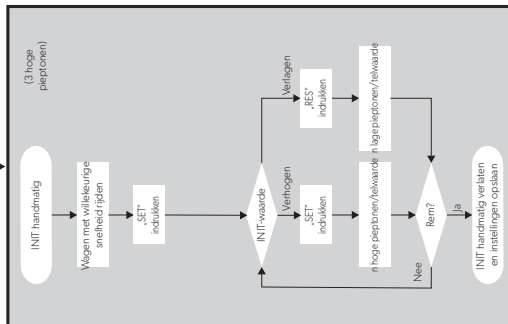 (3 hoge
pieptonen)
INIT handmatig
Wagen met willekeurige
snelheid rijden
„SET“
indrukken
INIT-waarde
Verhogen
Verlagen
„SET“
indrukken
„RES“
indrukken
n hoge pieptonen/telwaarde
n lage pieptonen/telwaarde
Rem?
Nee
Ja
INIT handmatig verlaten
en instellingen opslaan